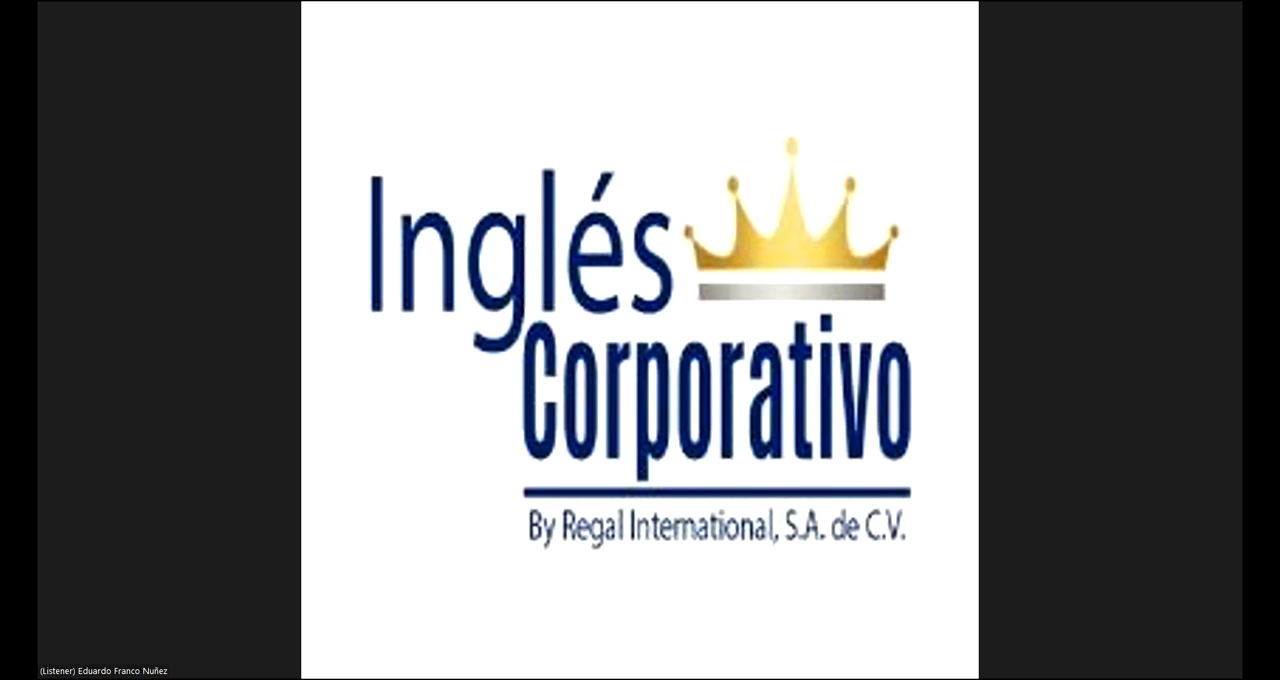 Inglés
Corporativo
By Regal International, S.A. de C.V.
(Listener) Eduardo Franco Nuñez